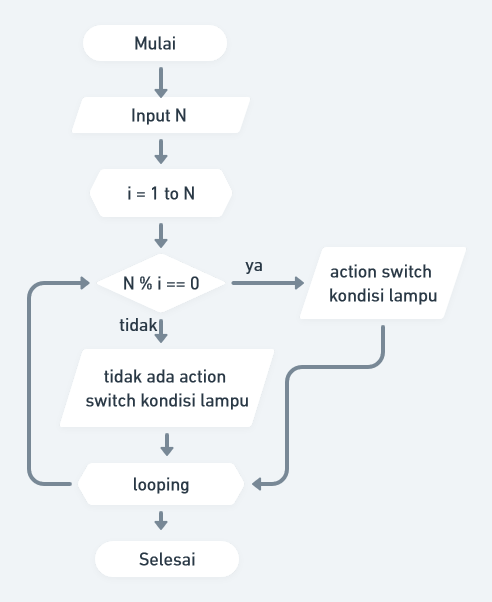 Mulai
Input N
i = 1 to N
N % i == 0
ya
action switch
kondisi lampu
tidak
tidak ada action
switch kondisi lampu
looping
Selesai